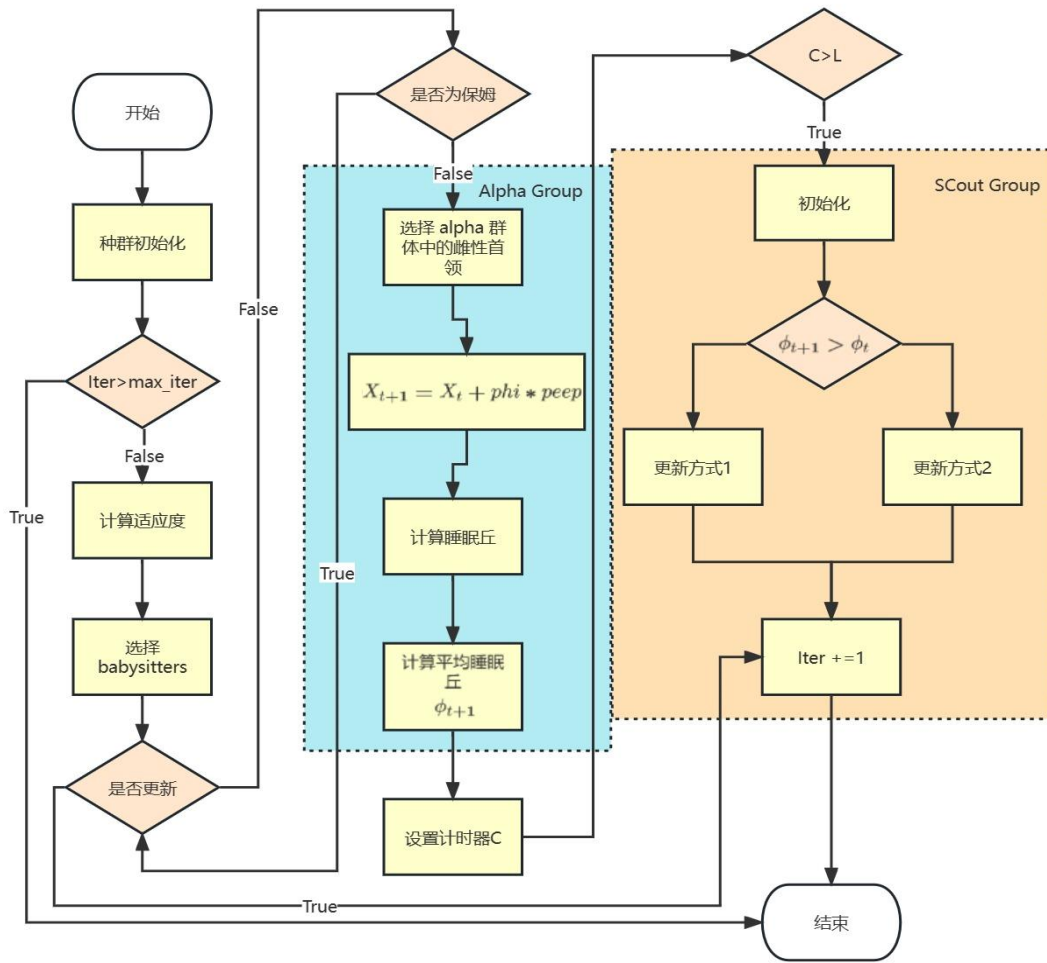 开始
种群初始化
Iter>max_iter
True
False
计算适应度
选择
babysitters
是否更新
False
True
是否为保姆
True
False
Alpha Group
选择 alpha 群
体中的雌性首
领
$X_{t+1} = X_t + phi * peep$
计算睡眠丘
计算平均睡眠
丘
$\phi_{t+1}$
设置计时器C
C>L
True
SCout Group
初始化
$\phi_{t+1} > \phi_t$
更新方式1
更新方式2
Iter +=1
结束